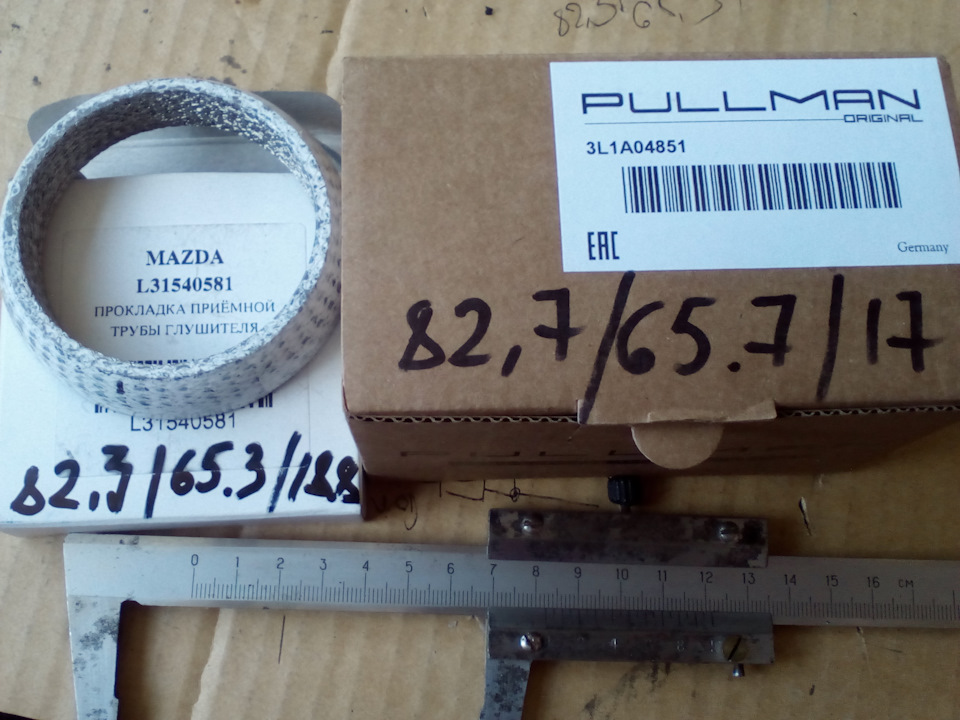 82,3 65,3
PULLMAN
ORIGINAL
3L1A04851
EAC
Germany
82,7/65.7/17
MAZDA
L31540581
ПРОКЛАДКА ПРИЁМНОЙ
ТРУБЫ ГЛУШИТЕЛЯ
L31540581
82.3/65.3/18.8
0 1 2 3 4 5 6 7 8 9 10 11 12 13 14 15 16 СМ